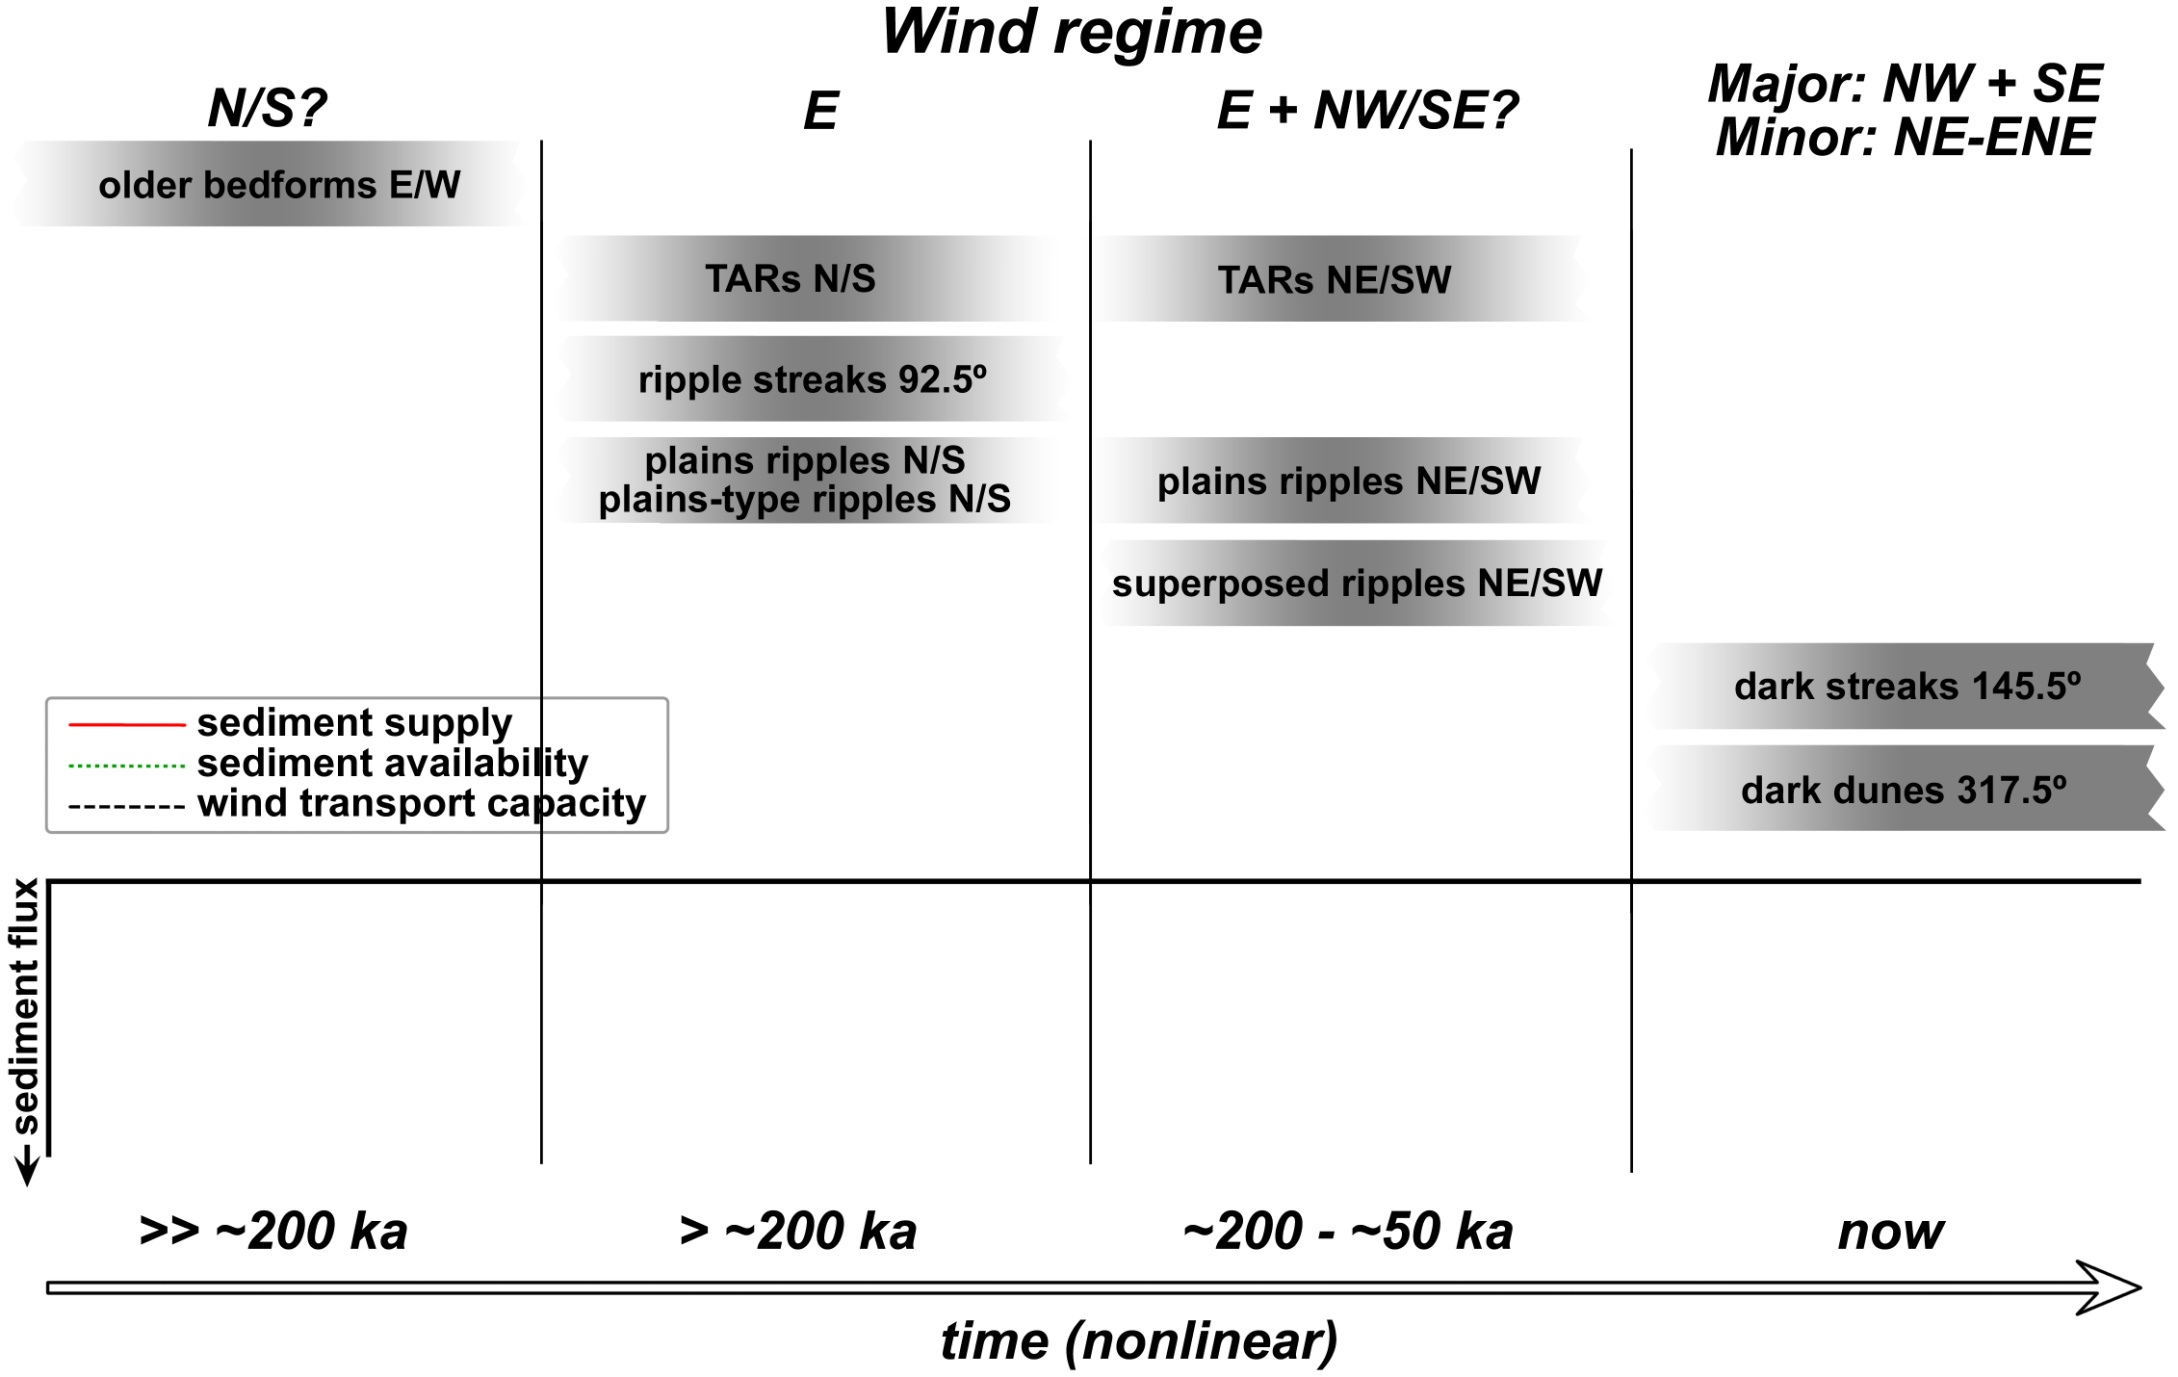 Wind regime
N/S?
E
E + NW/SE?
Major: NW + SE
Minor: NE-ENE
older bedforms E/W
TARs N/S
TARs NE/SW
ripple streaks 92.5º
plains ripples N/S
plains-type ripples N/S
plains ripples NE/SW
superposed ripples NE/SW
dark streaks 145.5º
dark dunes 317.5º
sediment supply
sediment availability
wind transport capacity
sediment flux
>> ~200 ka
> ~200 ka
~200 - ~50 ka
now
time (nonlinear)